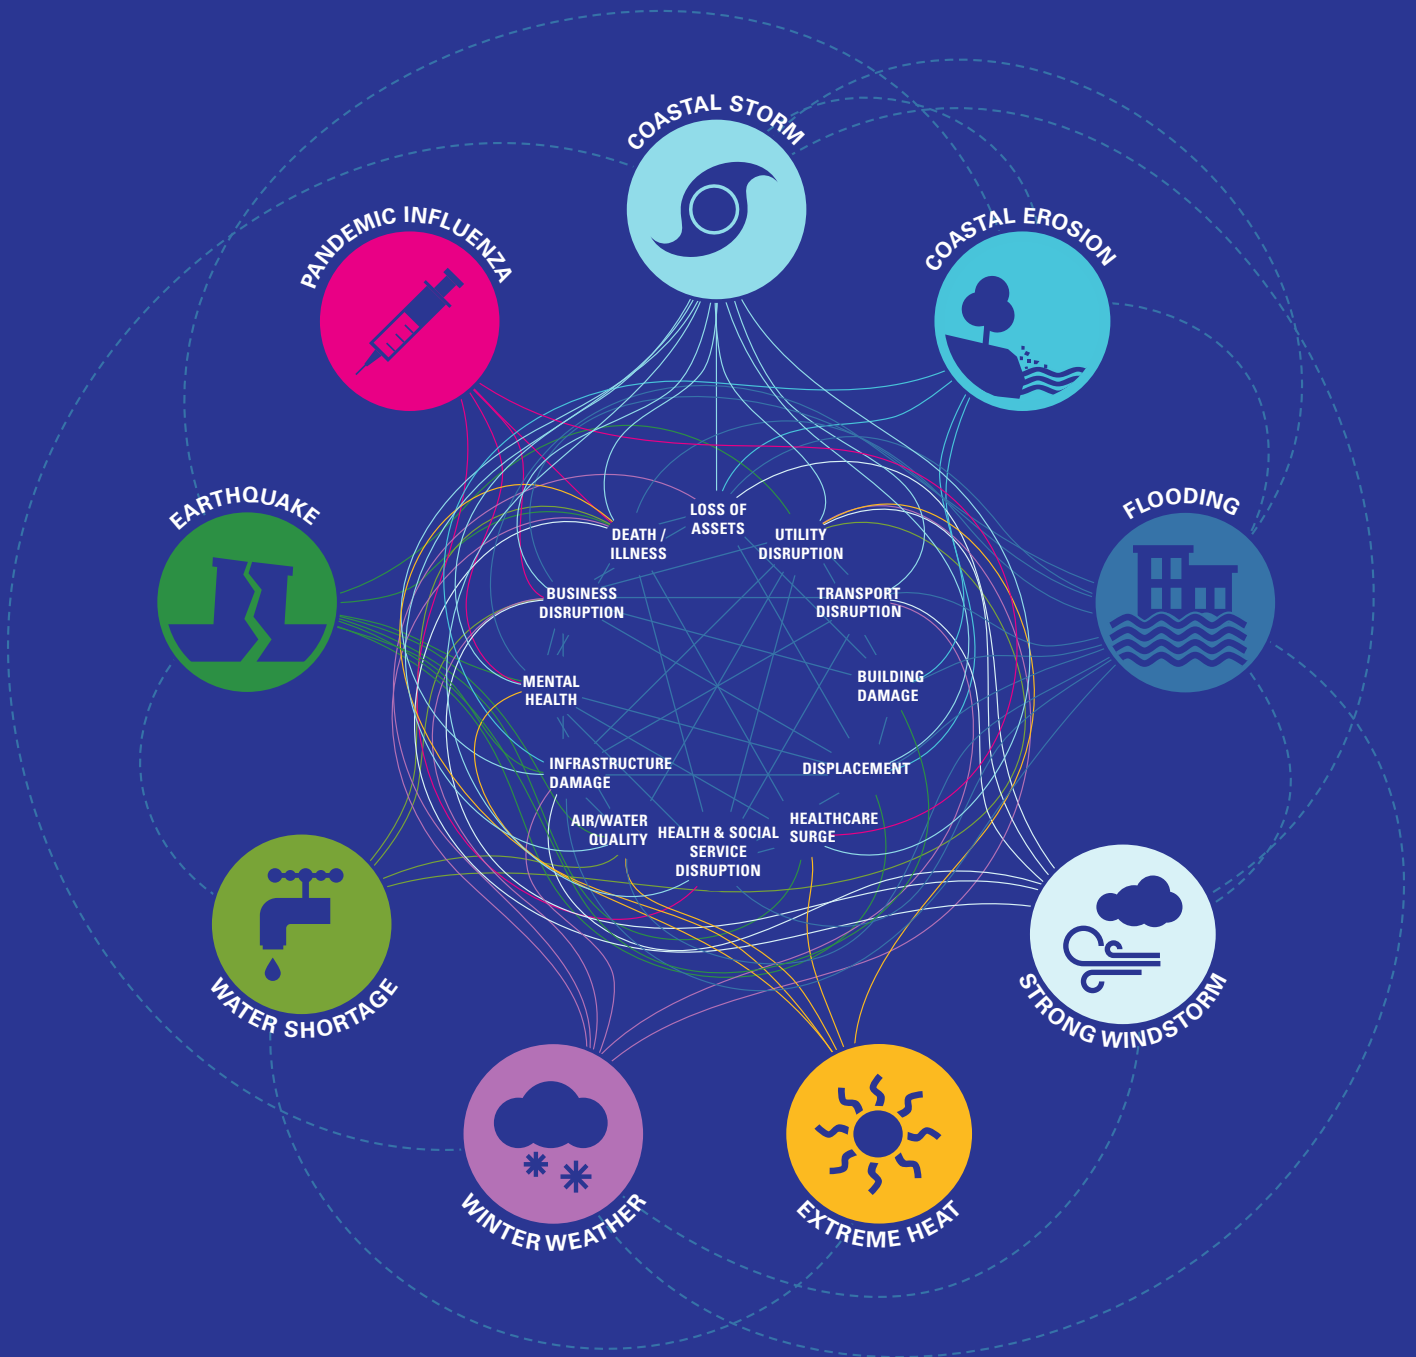 COASTAL STORM
COASTAL EROSION
PANDEMIC INFLUENZA
EARTHQUAKE
FLOODING
LOSS OF
ASSETS
DEATH /
ILLNESS
UTILITY
DISRUPTION
BUSINESS
DISRUPTION
TRANSPORT
DISRUPTION
MENTAL
HEALTH
BUILDING
DAMAGE
INFRASTRUCTURE
DAMAGE
DISPLACEMENT
AIR/WATER
QUALITY
HEALTH & SOCIAL
SERVICE
DISRUPTION
HEALTHCARE
SURGE
WATER SHORTAGE
STRONG WINDSTORM
WINTER WEATHER
EXTREME HEAT